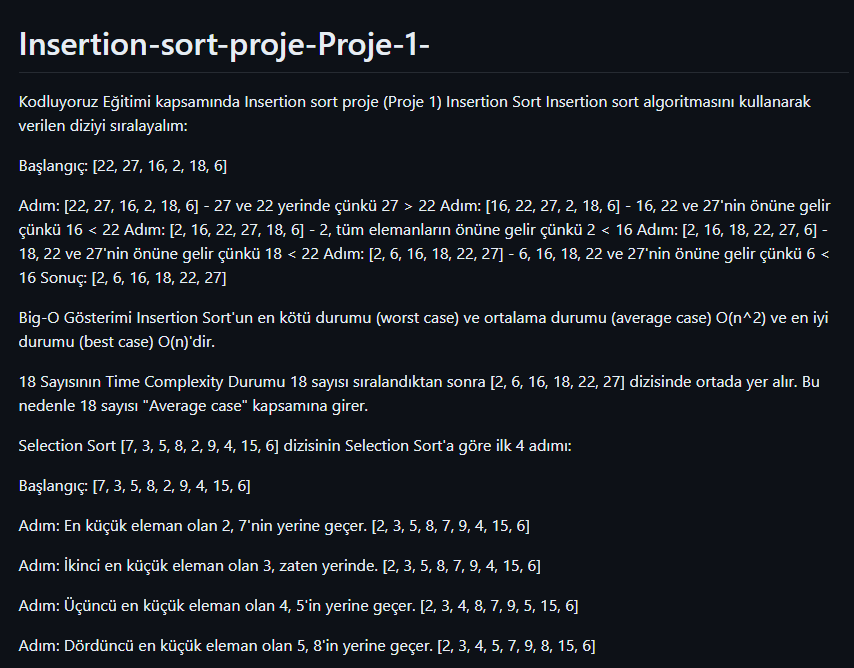 Insertion-sort-proje-Proje-1-
Kodluyoruz Eğitimi kapsamında Insertion sort proje (Proje 1) Insertion Sort Insertion sort algoritmasını kullanarak
verilen diziyi sıralayalım:
Başlangıç: [22, 27, 16, 2, 18, 6]
Adım: [22, 27, 16, 2, 18, 6] - 27 ve 22 yerinde çünkü 27 > 22 Adım: [16, 22, 27, 2, 18, 6] - 16, 22 ve 27'nin önüne gelir
çünkü 16 < 22 Adım: [2, 16, 22, 27, 18, 6] - 2, tüm elemanların önüne gelir çünkü 2 < 16 Adım: [2, 16, 18, 22, 27, 6] -
18, 22 ve 27'nin önüne gelir çünkü 18 < 22 Adım: [2, 6, 16, 18, 22, 27] - 6, 16, 18, 22 ve 27'nin önüne gelir çünkü 6 <
16 Sonuç: [2, 6, 16, 18, 22, 27]
Big-O Gösterimi Insertion Sort'un en kötü durumu (worst case) ve ortalama durumu (average case) O(n^2) ve en iyi
durumu (best case) O(n)'dir.
18 Sayısının Time Complexity Durumu 18 sayısı sıralandıktan sonra [2, 6, 16, 18, 22, 27] dizisinde ortada yer alır. Bu
nedenle 18 sayısı "Average case" kapsamına girer.
Selection Sort [7, 3, 5, 8, 2, 9, 4, 15, 6] dizisinin Selection Sort'a göre ilk 4 adımı:
Başlangıç: [7, 3, 5, 8, 2, 9, 4, 15, 6]
Adım: En küçük eleman olan 2, 7'nin yerine geçer. [2, 3, 5, 8, 7, 9, 4, 15, 6]
Adım: İkinci en küçük eleman olan 3, zaten yerinde. [2, 3, 5, 8, 7, 9, 4, 15, 6]
Adım: Üçüncü en küçük eleman olan 4, 5'in yerine geçer. [2, 3, 4, 8, 7, 9, 5, 15, 6]
Adım: Dördüncü en küçük eleman olan 5, 8'in yerine geçer. [2, 3, 4, 5, 7, 9, 8, 15, 6]